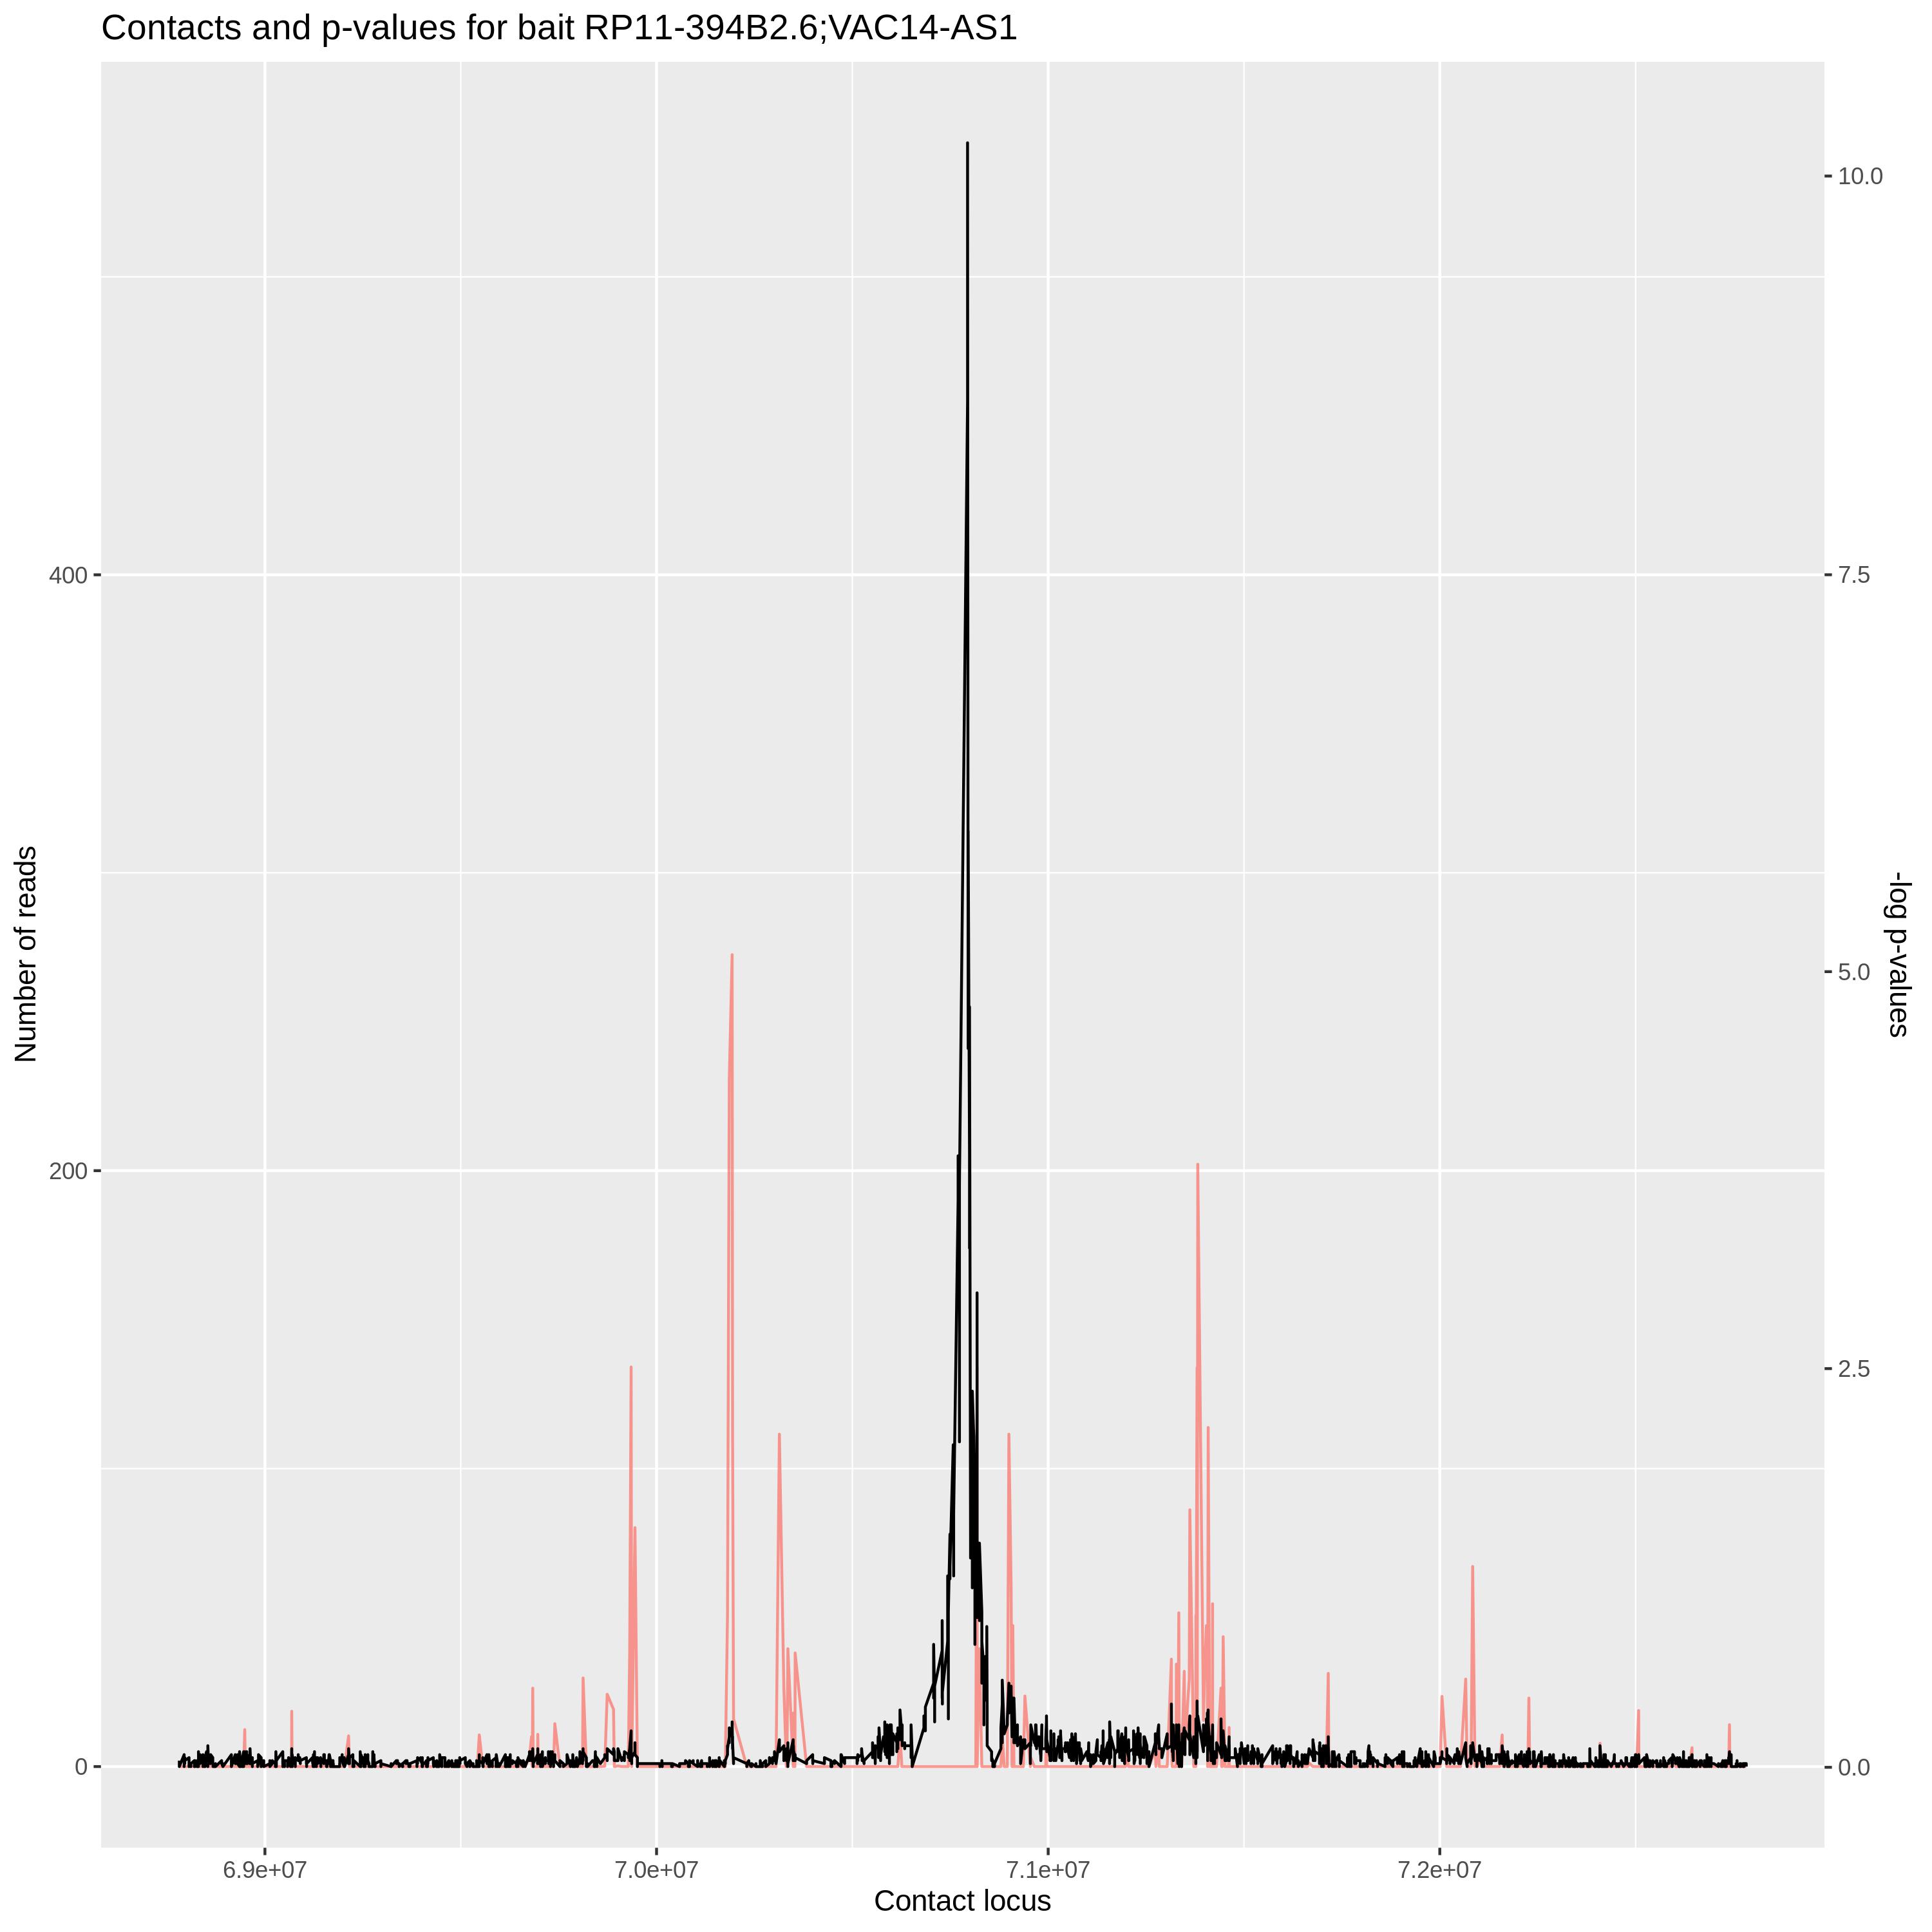 Contacts and p-values for bait RP11-394B2.6;VAC14-AS1
10.0
400
7.5
Number of reads
5.0
-log p-values
200
2.5
0
0.0
6.9e+07
7.0e+07
7.1e+07
7.2e+07
Contact locus